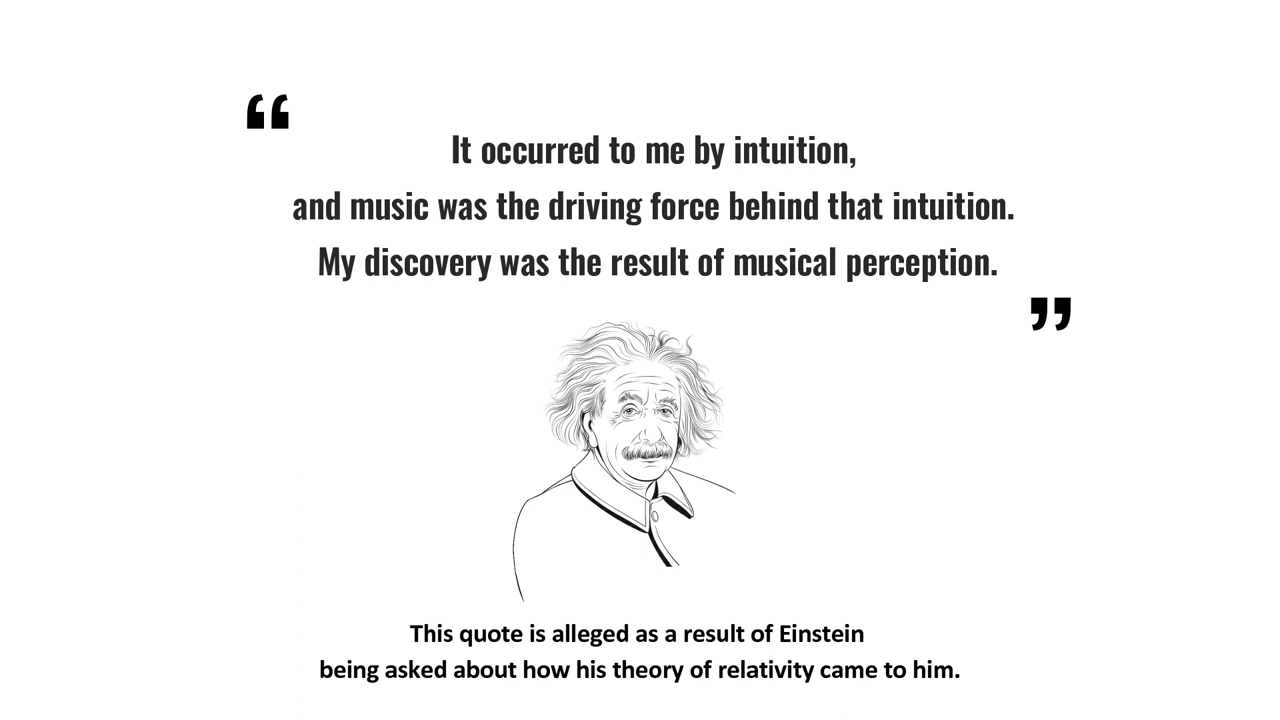 “
It occurred to me by intuition,
and music was the driving force behind that intuition.
My discovery was the result of musical perception.
”
This quote is alleged as a result of Einstein
being asked about how his theory of relativity came to him.